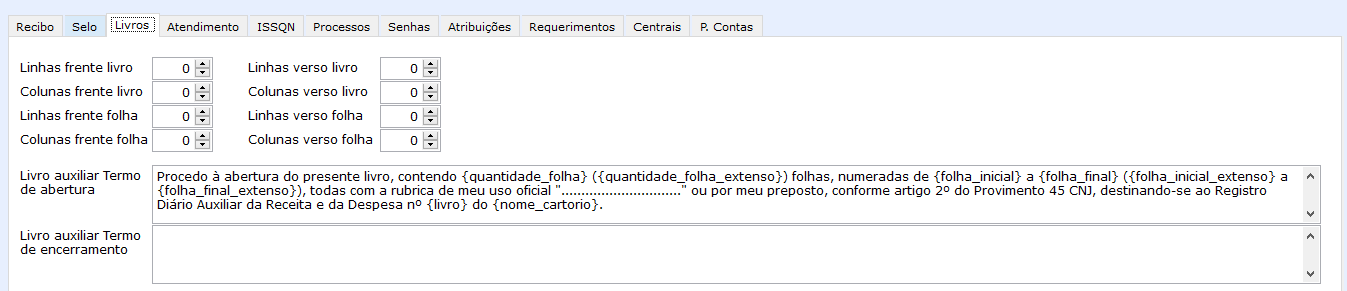 Recibo Selo Livros Atendimento ISSQN Processos Senhas Atribuições Requerimentos Centrais P. Contas
Linhas frente livro 0 Linhas verso livro 0
Colunas frente livro 0 Colunas verso livro 0
Linhas frente folha 0 Linhas verso folha 0
Colunas frente folha 0 Colunas verso folha 0
Livro auxiliar Termo
de abertura
Procedo à abertura do presente livro, contendo {quantidade_folha} ({quantidade_folha_extenso}) folhas, numeradas de {folha_inicial} a {folha_final} ({folha_inicial_extenso} a
{folha_final_extenso}), todas com a rubrica de meu uso oficial "..............................." ou por meu preposto, conforme artigo 2º do Provimento 45 CNJ, destinando-se ao Registro
Diário Auxiliar da Receita e da Despesa nº {livro} do {nome_cartorio}.
Livro auxiliar Termo
de encerramento